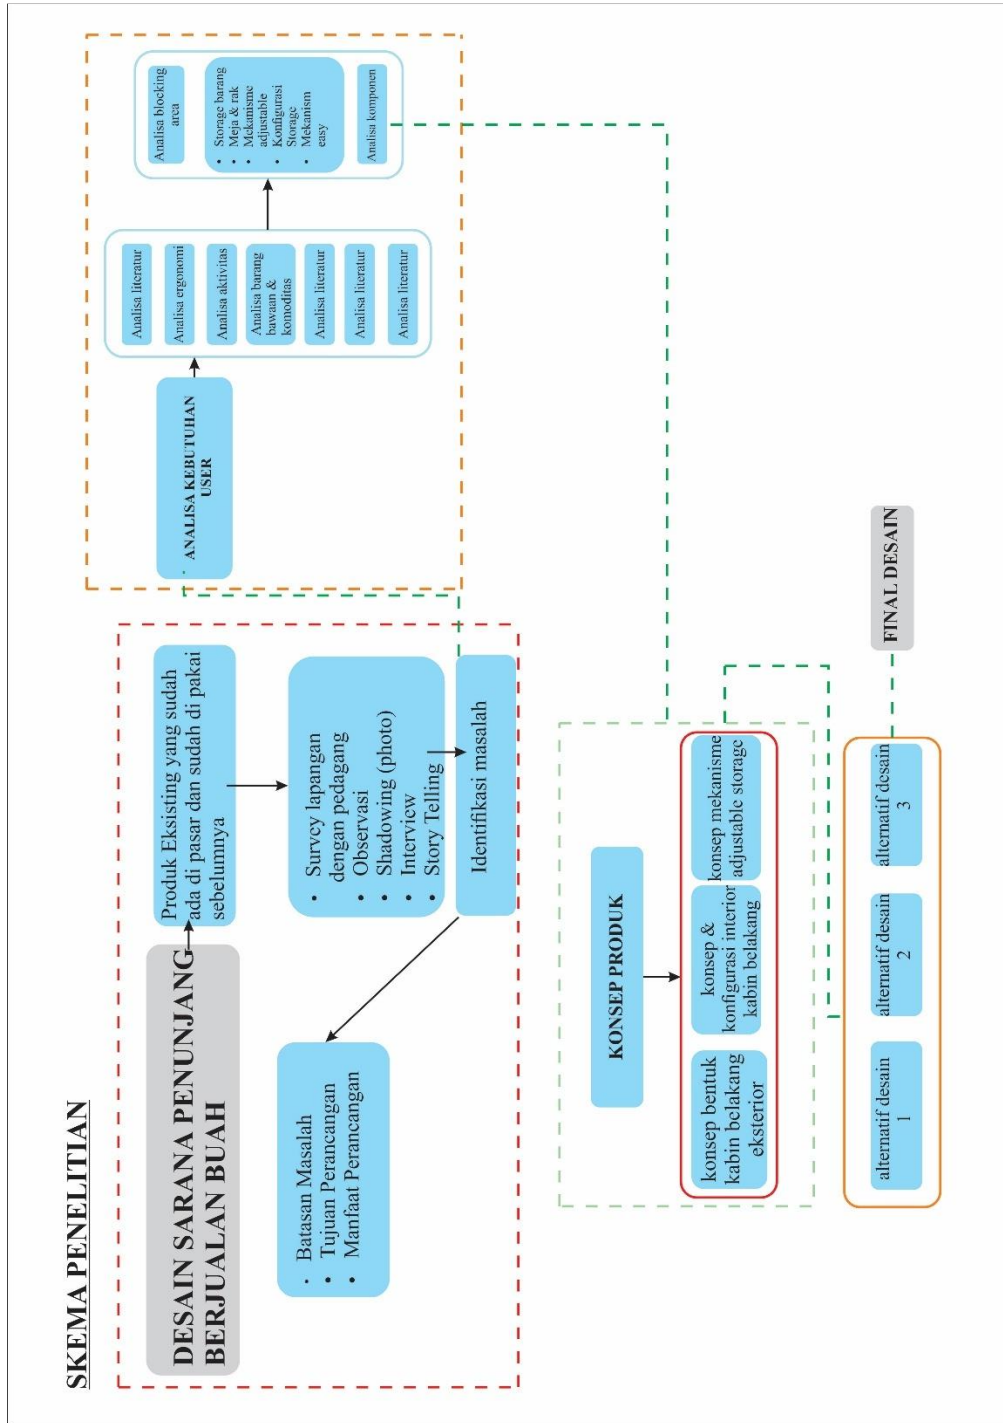 SKEMA PENELITIAN
DESAIN SARANA PENUNJANG
BERJUALAN BUAH
Produk Eksisting yang sudah
ada di pasar dan sudah di pakai
sebelumnya
• Survey lapangan
dengan pedagang
• Observasi
• Shadowing (photo)
• Interview
• Story Telling
Identifikasi masalah
• Batasan Masalah
• Tujuan Perancangan
• Manfaat Perancangan
ANALISA KEBUTUHAN
USER
Analisa literatur
Analisa ergonomi
Analisa aktivitas
Analisa barang
bawaan &
komoditas
Analisa literatur
Analisa literatur
Analisa literatur
Analisa blocking
area
• Storage barang
• Meja & rak
• Mekanisme
adjustable
• Konfigurasi
Storage
• Mekanism
easy
Analisa komponen
KONSEP PRODUK
konsep bentuk
kabin belakang
eksterior
konsep &
konfigurasi interior
kabin belakang
konsep mekanisme
adjustable storage
alternatif desain
1
alternatif desain
2
alternatif desain
3
FINAL DESAIN